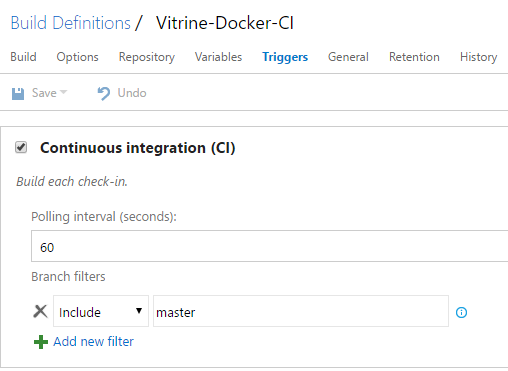 Build Definitions / Vitrine-Docker-CI
Build Options Repository Variables Triggers General Retention History
Save Undo
Continuous integration (CI)
Build each check-in.
Polling interval (seconds):
60
Branch filters
Include master
Add new filter